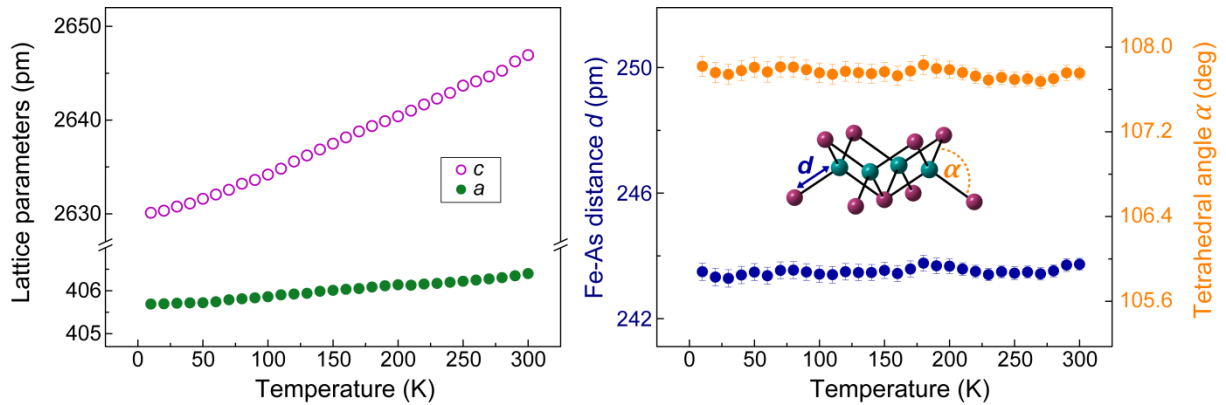 Lattice parameters (pm)
2660
2640
2630
406
405
c
a
0
50
100
150
200
250
300
Temperature (K)
Fe-As distance d (pm)
250
246
242
d
α
108.0
107.2
106.4
105.6
Tetrahedral angle α (deg)
0
50
100
150
200
250
300
Temperature (K)